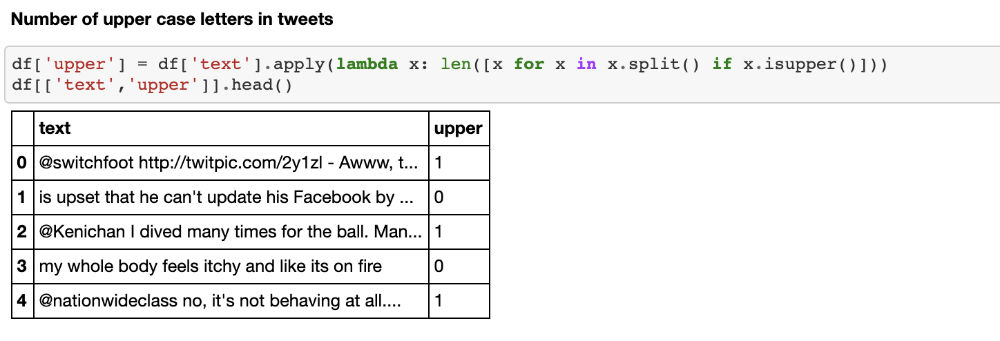 Number of upper case letters in tweets
df['upper'] = df['text'].apply(lambda x: len([x for x in x.split() if x.isupper()]))
df[['text','upper']].head()
text upper
0 @switchfoot http://twitpic.com/2y1zl - Awww, t... 1
1 is upset that he can't update his Facebook by ... 0
2 @Kenichan I dived many times for the ball. Man... 1
3 my whole body feels itchy and like its on fire 0
4 @nationwideclass no, it's not behaving at all.... 1